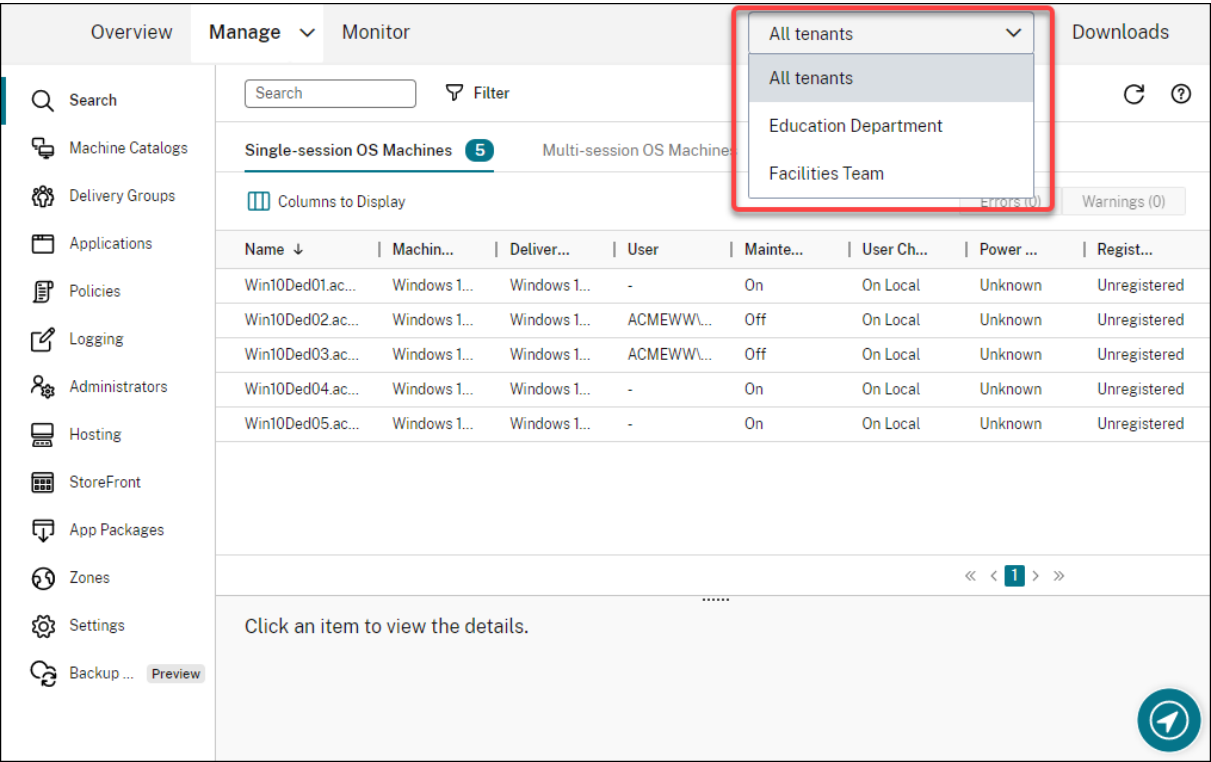 Overview Manage Monitor All tenants Downloads
All tenants
Education Department
Facilities Team
Search
Machine Catalogs
Delivery Groups
Applications
Policies
Logging
Administrators
Hosting
StoreFront
App Packages
Zones
Settings
Backup ... Preview
Search Filter
Single-session OS Machines 5 Multi-session OS Machines
Columns to Display Errors (0) Warnings (0)
Name ↓ Machin... Deliver... User Mainte... User Ch... Power ... Regist...
Win10Ded01.ac... Windows 1... Windows 1... - On On Local Unknown Unregistered
Win10Ded02.ac... Windows 1... Windows 1... ACMEWW\... Off On Local Unknown Unregistered
Win10Ded03.ac... Windows 1... Windows 1... ACMEWW\... Off On Local Unknown Unregistered
Win10Ded04.ac... Windows 1... Windows 1... - On On Local Unknown Unregistered
Win10Ded05.ac... Windows 1... Windows 1... - On On Local Unknown Unregistered
« < 1 > »
Click an item to view the details.